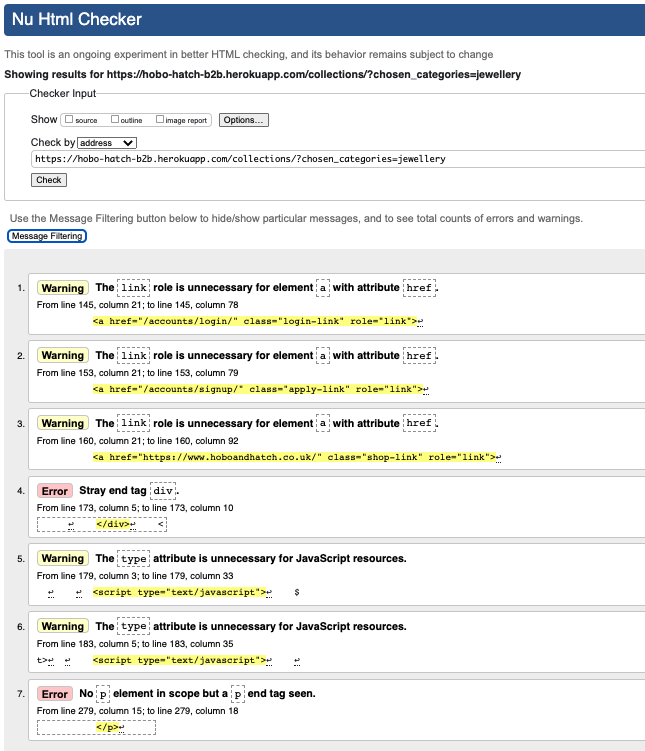 Nu Html Checker
This tool is an ongoing experiment in better HTML checking, and its behavior remains subject to change
Showing results for https://hobo-hatch-b2b.herokuapp.com/collections/?chosen_categories=jewellery
Checker Input
Show source outline image report Options...
Check by address
https://hobo-hatch-b2b.herokuapp.com/collections/?chosen_categories=jewellery
Check
Use the Message Filtering button below to hide/show particular messages, and to see total counts of errors and warnings.
Message Filtering
1. Warning The link role is unnecessary for element a with attribute href.
From line 145, column 21; to line 145, column 78
<a href="/accounts/login/" class="login-link" role="link">↩
2. Warning The link role is unnecessary for element a with attribute href.
From line 153, column 21; to line 153, column 79
<a href="/accounts/signup/" class="apply-link" role="link">↩
3. Warning The link role is unnecessary for element a with attribute href.
From line 160, column 21; to line 160, column 92
<a href="https://www.hoboandhatch.co.uk/" class="shop-link" role="link">↩
4. Error Stray end tag div.
From line 173, column 5; to line 173, column 10
↩ </div>↩ <
5. Warning The type attribute is unnecessary for JavaScript resources.
From line 179, column 3; to line 179, column 33
↩ ↩ <script type="text/javascript">↩ $
6. Warning The type attribute is unnecessary for JavaScript resources.
From line 183, column 5; to line 183, column 35
t>↩ ↩ <script type="text/javascript">↩ ↩
7. Error No p element in scope but a p end tag seen.
From line 279, column 15; to line 279, column 18
</p>↩